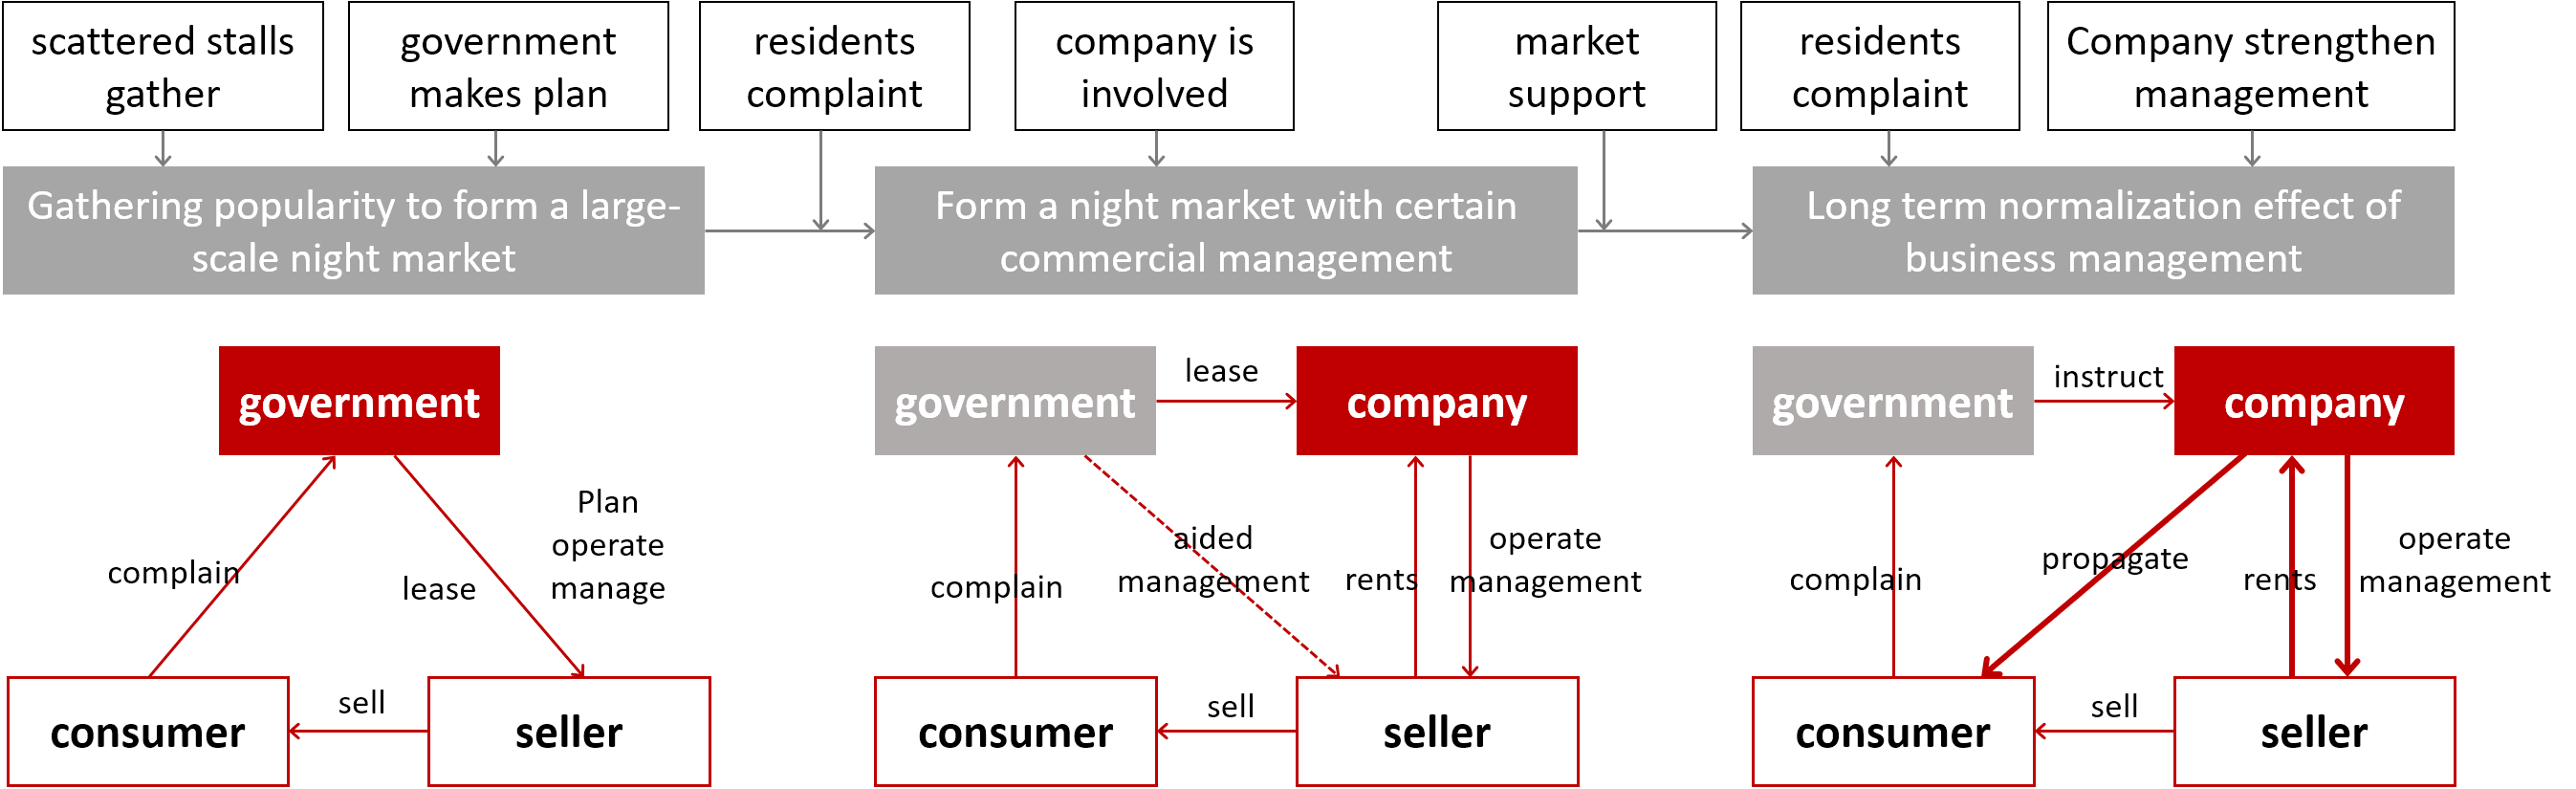 scattered stalls
gather
government
makes plan
residents
complaint
company is
involved
market
support
residents
complaint
Company strengthen
management
Gathering popularity to form a large-
scale night market
Form a night market with certain
commercial management
Long term normalization effect of
business management
government
complain
lease
Plan
operate
manage
consumer
sell
seller
government
lease
company
complain
aided
management
rents
operate
management
consumer
sell
seller
government
instruct
company
complain
propagate
rents
operate
management
consumer
sell
seller